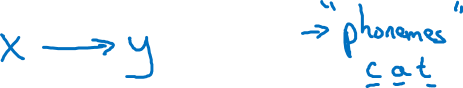 x → y
→ "phonemes"
c a t